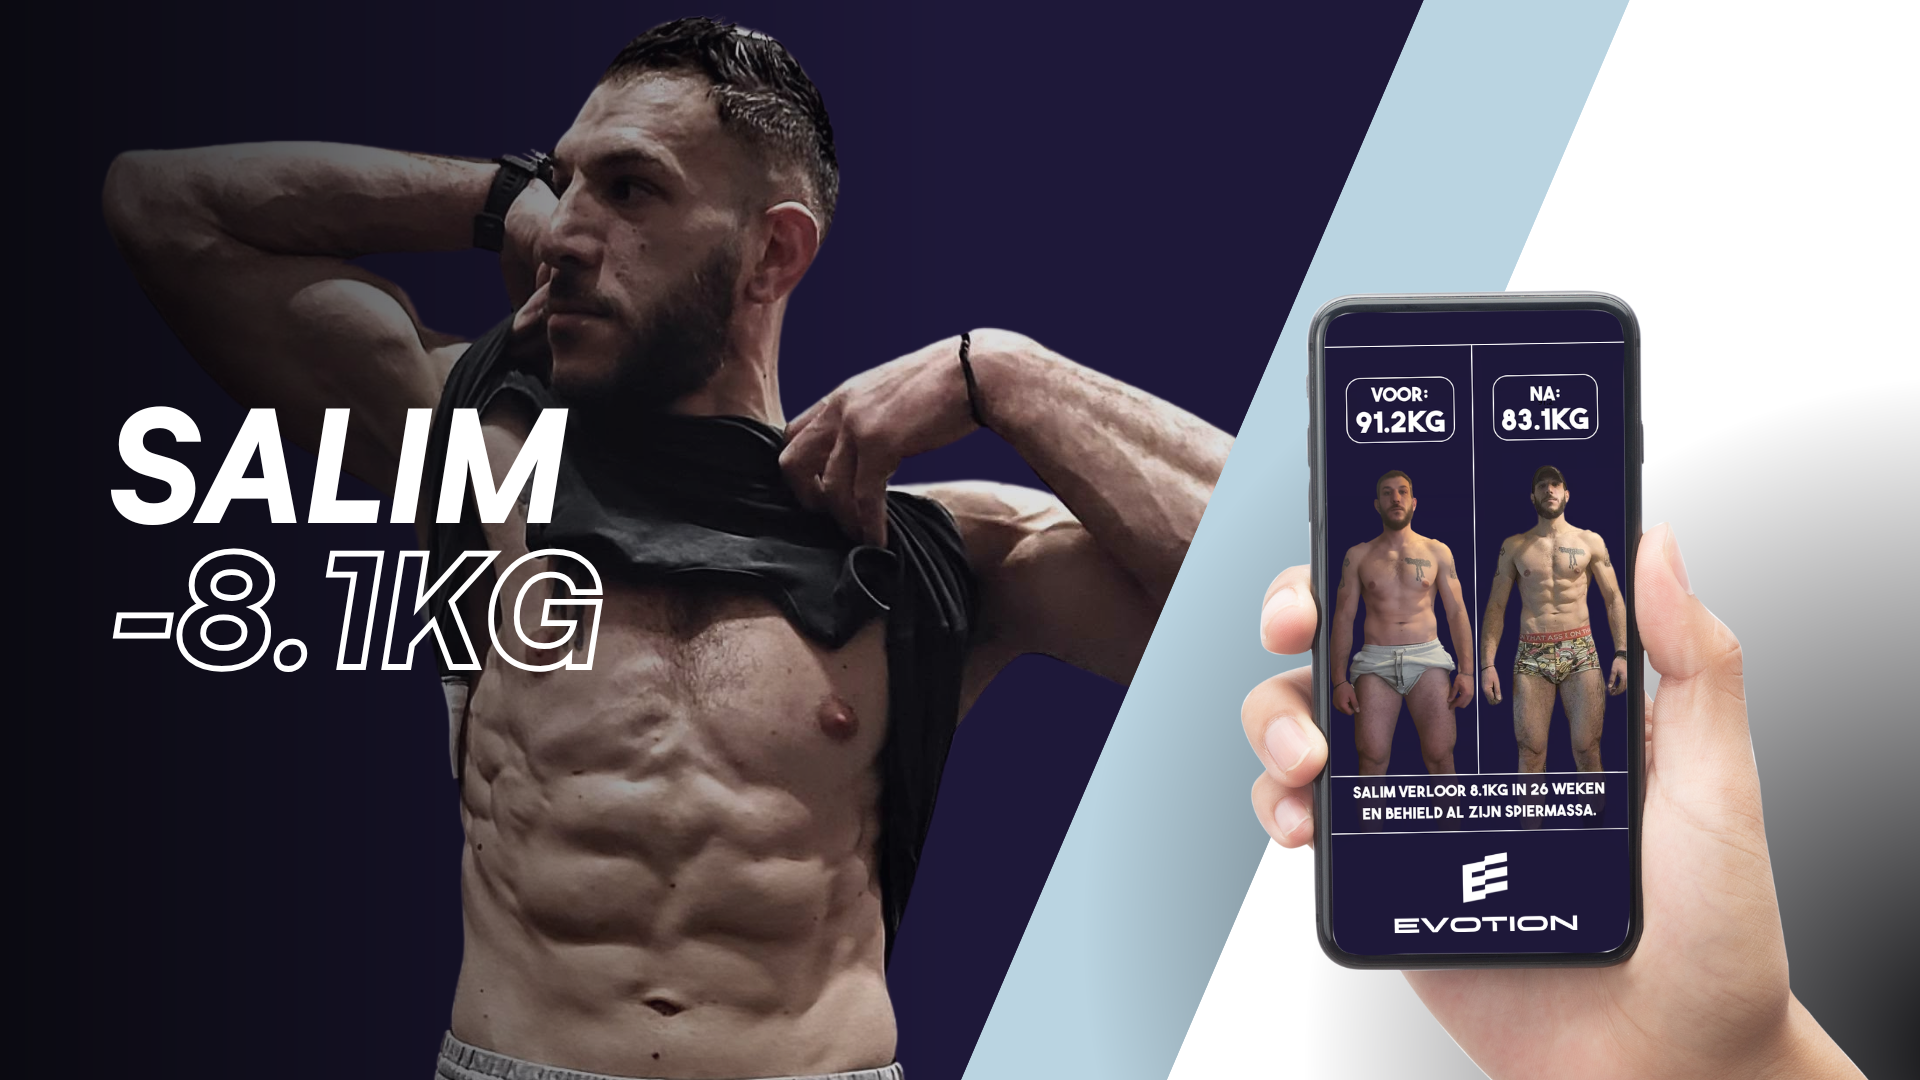 SALIM
-8.1KG
VOOR:
91.2KG
NA:
83.1KG
SALIM VERLOOR 8.1KG IN 26 WEKEN
EN BEHIELD AL ZIJN SPIERMASSA.
EVOTION